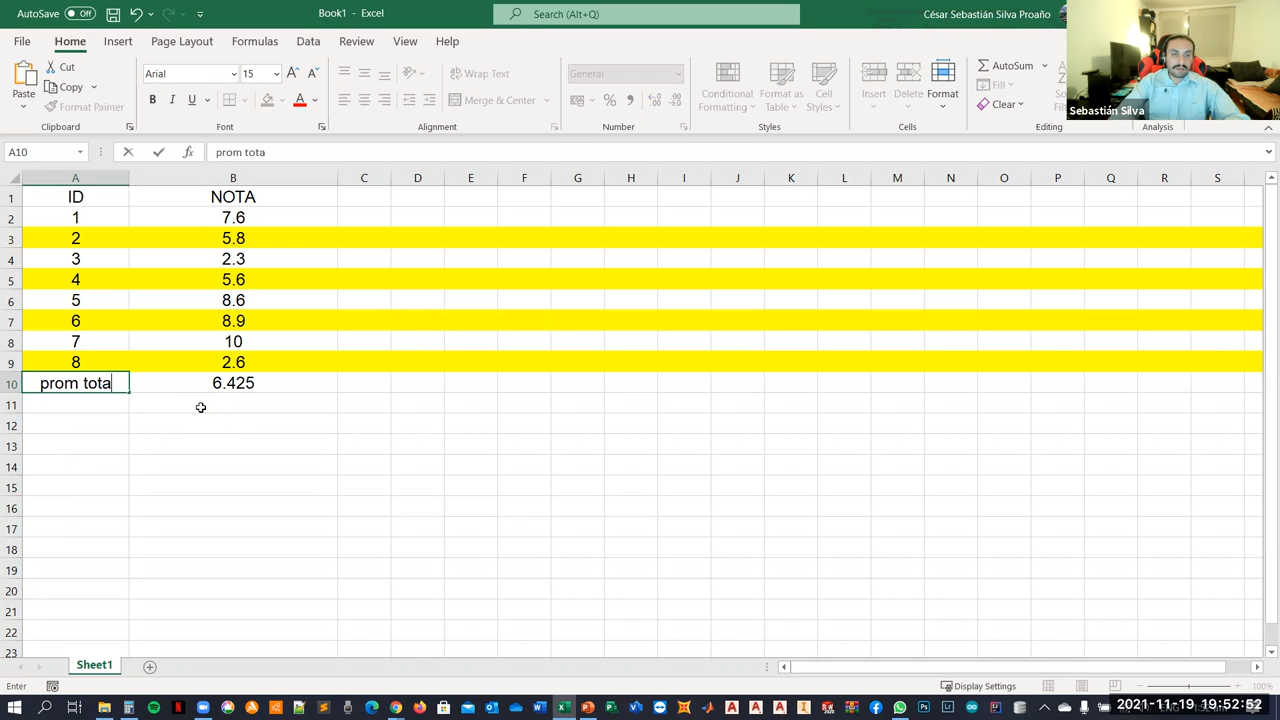 AutoSave Off
Book1 - Excel
Search (Alt+Q)
César Sebastián Silva Proaño
File Home Insert Page Layout Formulas Data Review View Help
Paste
Cut
Copy
Format Painter
Clipboard
Arial 15
B I U
Font
Wrap Text
Merge & Center
Alignment
General
Number
Conditional Formatting
Format as Table
Cell Styles
Styles
Insert Delete Format
Cells
AutoSum
Fill
Clear
Editing
Analysis
Sebastián Silva
A10
fx
prom tota
A B C D E F G H I J K L M N O P Q R S
1 ID NOTA
2 1 7.6
3 2 5.8
4 3 2.3
5 4 5.6
6 5 8.6
7 6 8.9
8 7 10
9 8 2.6
10 prom tota 6.425
11
12
13
14
15
16
17
18
19
20
21
22
23
Sheet1
Enter
Display Settings
100%
2021-11-19 19:52:52